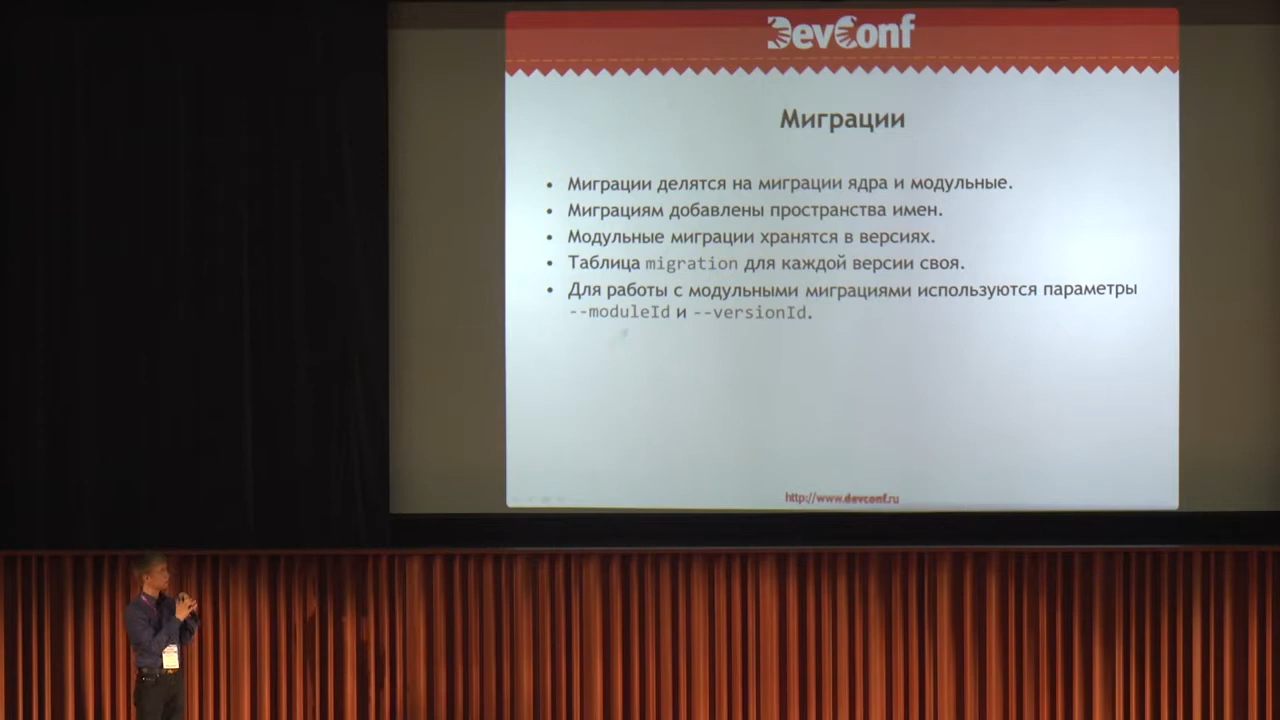 DevConf
Миграции
• Миграции делятся на миграции ядра и модульные.
• Миграциям добавлены пространства имен.
• Модульные миграции хранятся в версиях.
• Таблица migration для каждой версии своя.
• Для работы с модульными миграциями используются параметры
--moduleId и --versionId.
http://www.devconf.ru